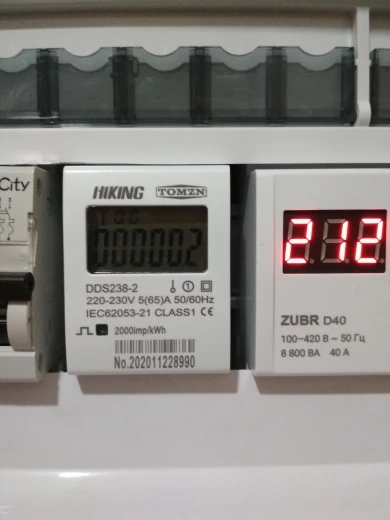 City
HIKING TOMZN
000002
DDS238-2
220-230V 5(65)A 50/60Hz
IEC62053-21 CLASS1 CE
2000imp/kWh
No.202011228990
212
ZUBR D40
100~420 В ~ 50 Гц
8 800 ВА 40 А